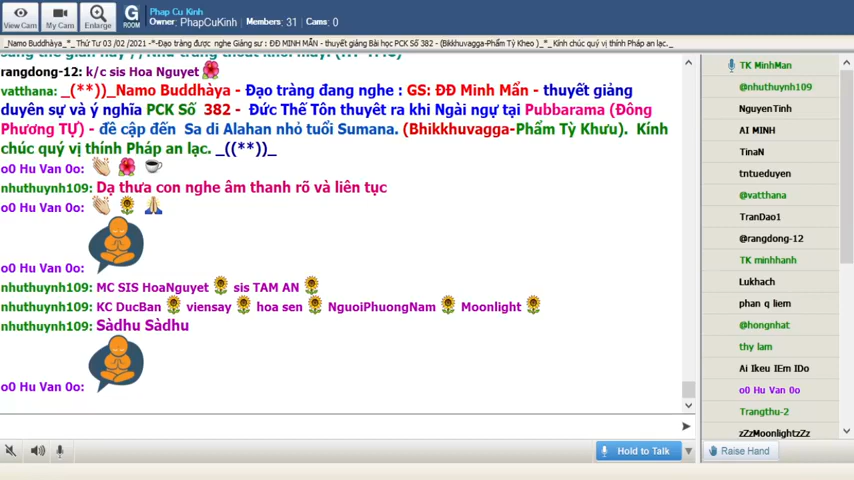 Phap Cu Kinh
Owner: PhapCuKinh , Members: 31 Cams: 0
View Cam
My Cam
Enlarge
G
ROOM
_Namo Buddhàya_*_ Thứ Tư 03 /02 /2021 -*-Đạo tràng được nghe Giảng sư : ĐĐ MINH MẪN - thuyết giảng Bài học PCK Số 382 - (Bikkhuvagga-Phẩm Tỳ Kheo )_*_ Kính chúc quý vị thính Pháp an lạc._
rangdong-12: k/c sis Hoa Nguyet
vatthana: _(**))_Namo Buddhàya - Đạo tràng đang nghe : GS: ĐĐ Minh Mẩn - thuyết giảng
duyên sự và ý nghĩa PCK Số 382 - Đức Thế Tôn thuyêt ra khi Ngài ngự tại Pubbarama (Đông
Phương TỰ) - đề cập đến Sa di Alahan nhỏ tuổi Sumana. (Bhikkhuvagga-Phẩm Tỳ Khưu). Kính
chúc quý vị thính Pháp an lạc. _((**))_
o0 Hu Van 0o:
nhuthuynh109: Dạ thưa con nghe âm thanh rõ và liên tục
o0 Hu Van 0o:
o0 Hu Van 0o:
nhuthuynh109: MC SIS HoaNguyet sis TAM AN
nhuthuynh109: KC DucBan viensay hoa sen NguoiPhuongNam Moonlight
nhuthuynh109: Sàdhu Sàdhu
o0 Hu Van 0o:
Hold to Talk
TK MinhMan
@nhuthuynh109
NguyenTinh
AI MINH
TinaN
tntueduyen
@vatthana
TranDao1
@rangdong-12
TK minhhanh
Lukhach
phan q liem
@hongnhat
thy lam
Ai Ikeu IEm IDo
o0 Hu Van 0o
Trangthu-2
zZzMoonlightzZz
Raise Hand